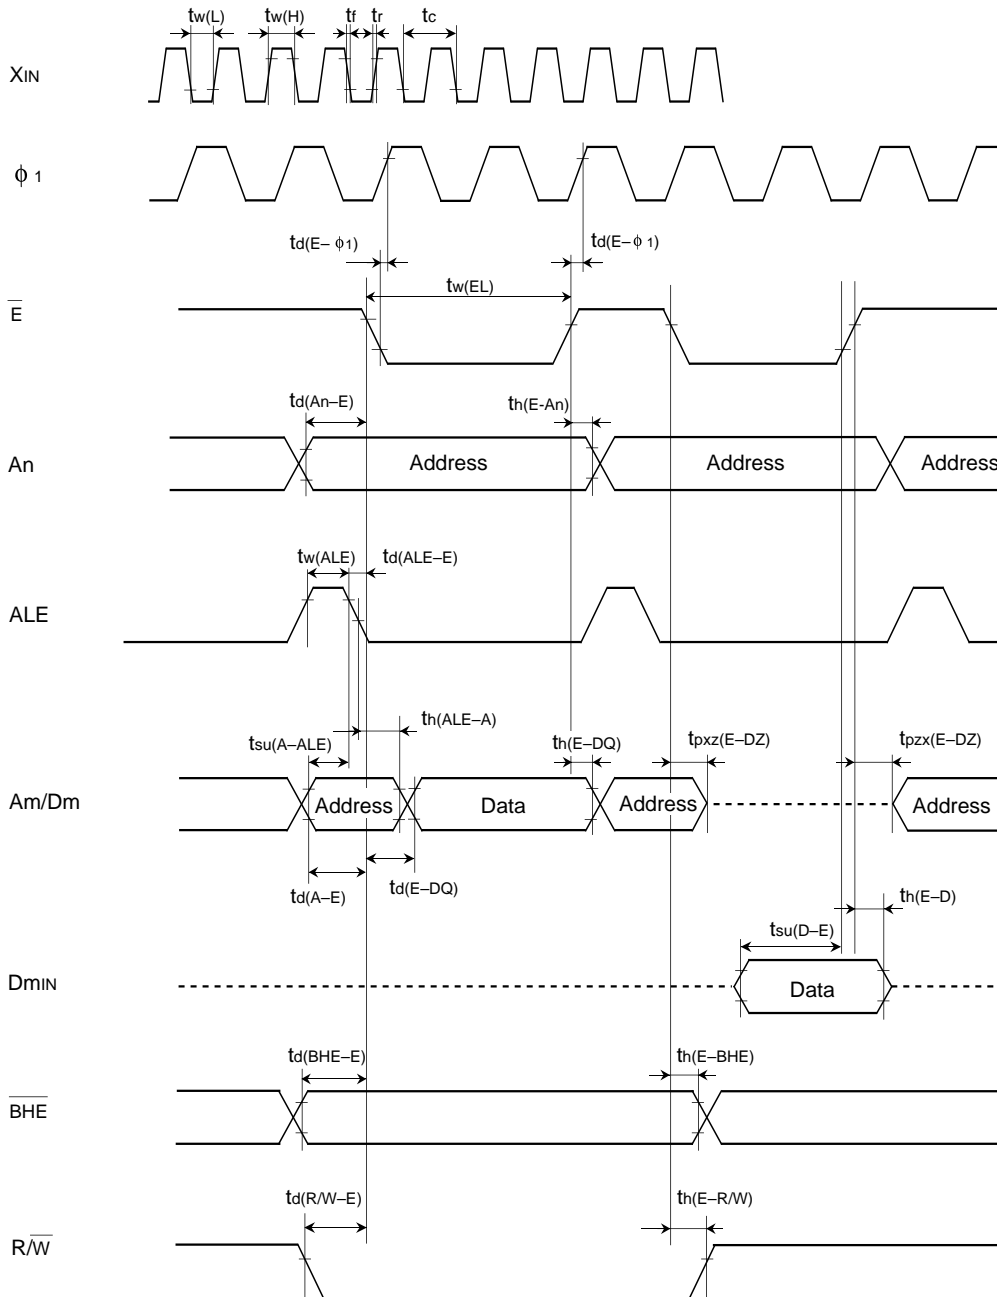 tw(L) tw(H) tf tr tc
XIN
ϕ 1
td(E– ϕ1) td(E– ϕ 1)
tw(EL)
E
td(An–E) th(E-An)
An Address Address Address
tw(ALE) td(ALE–E)
ALE
th(ALE–A)
tsu(A–ALE) th(E–DQ) tpxz(E–DZ) tpzx(E–DZ)
Am/Dm Address Data Address Address
td(A–E) td(E–DQ) th(E–D)
tsu(D–E)
DmIN Data
td(BHE–E) th(E–BHE)
BHE
td(R/W–E) th(E–R/W)
R/W